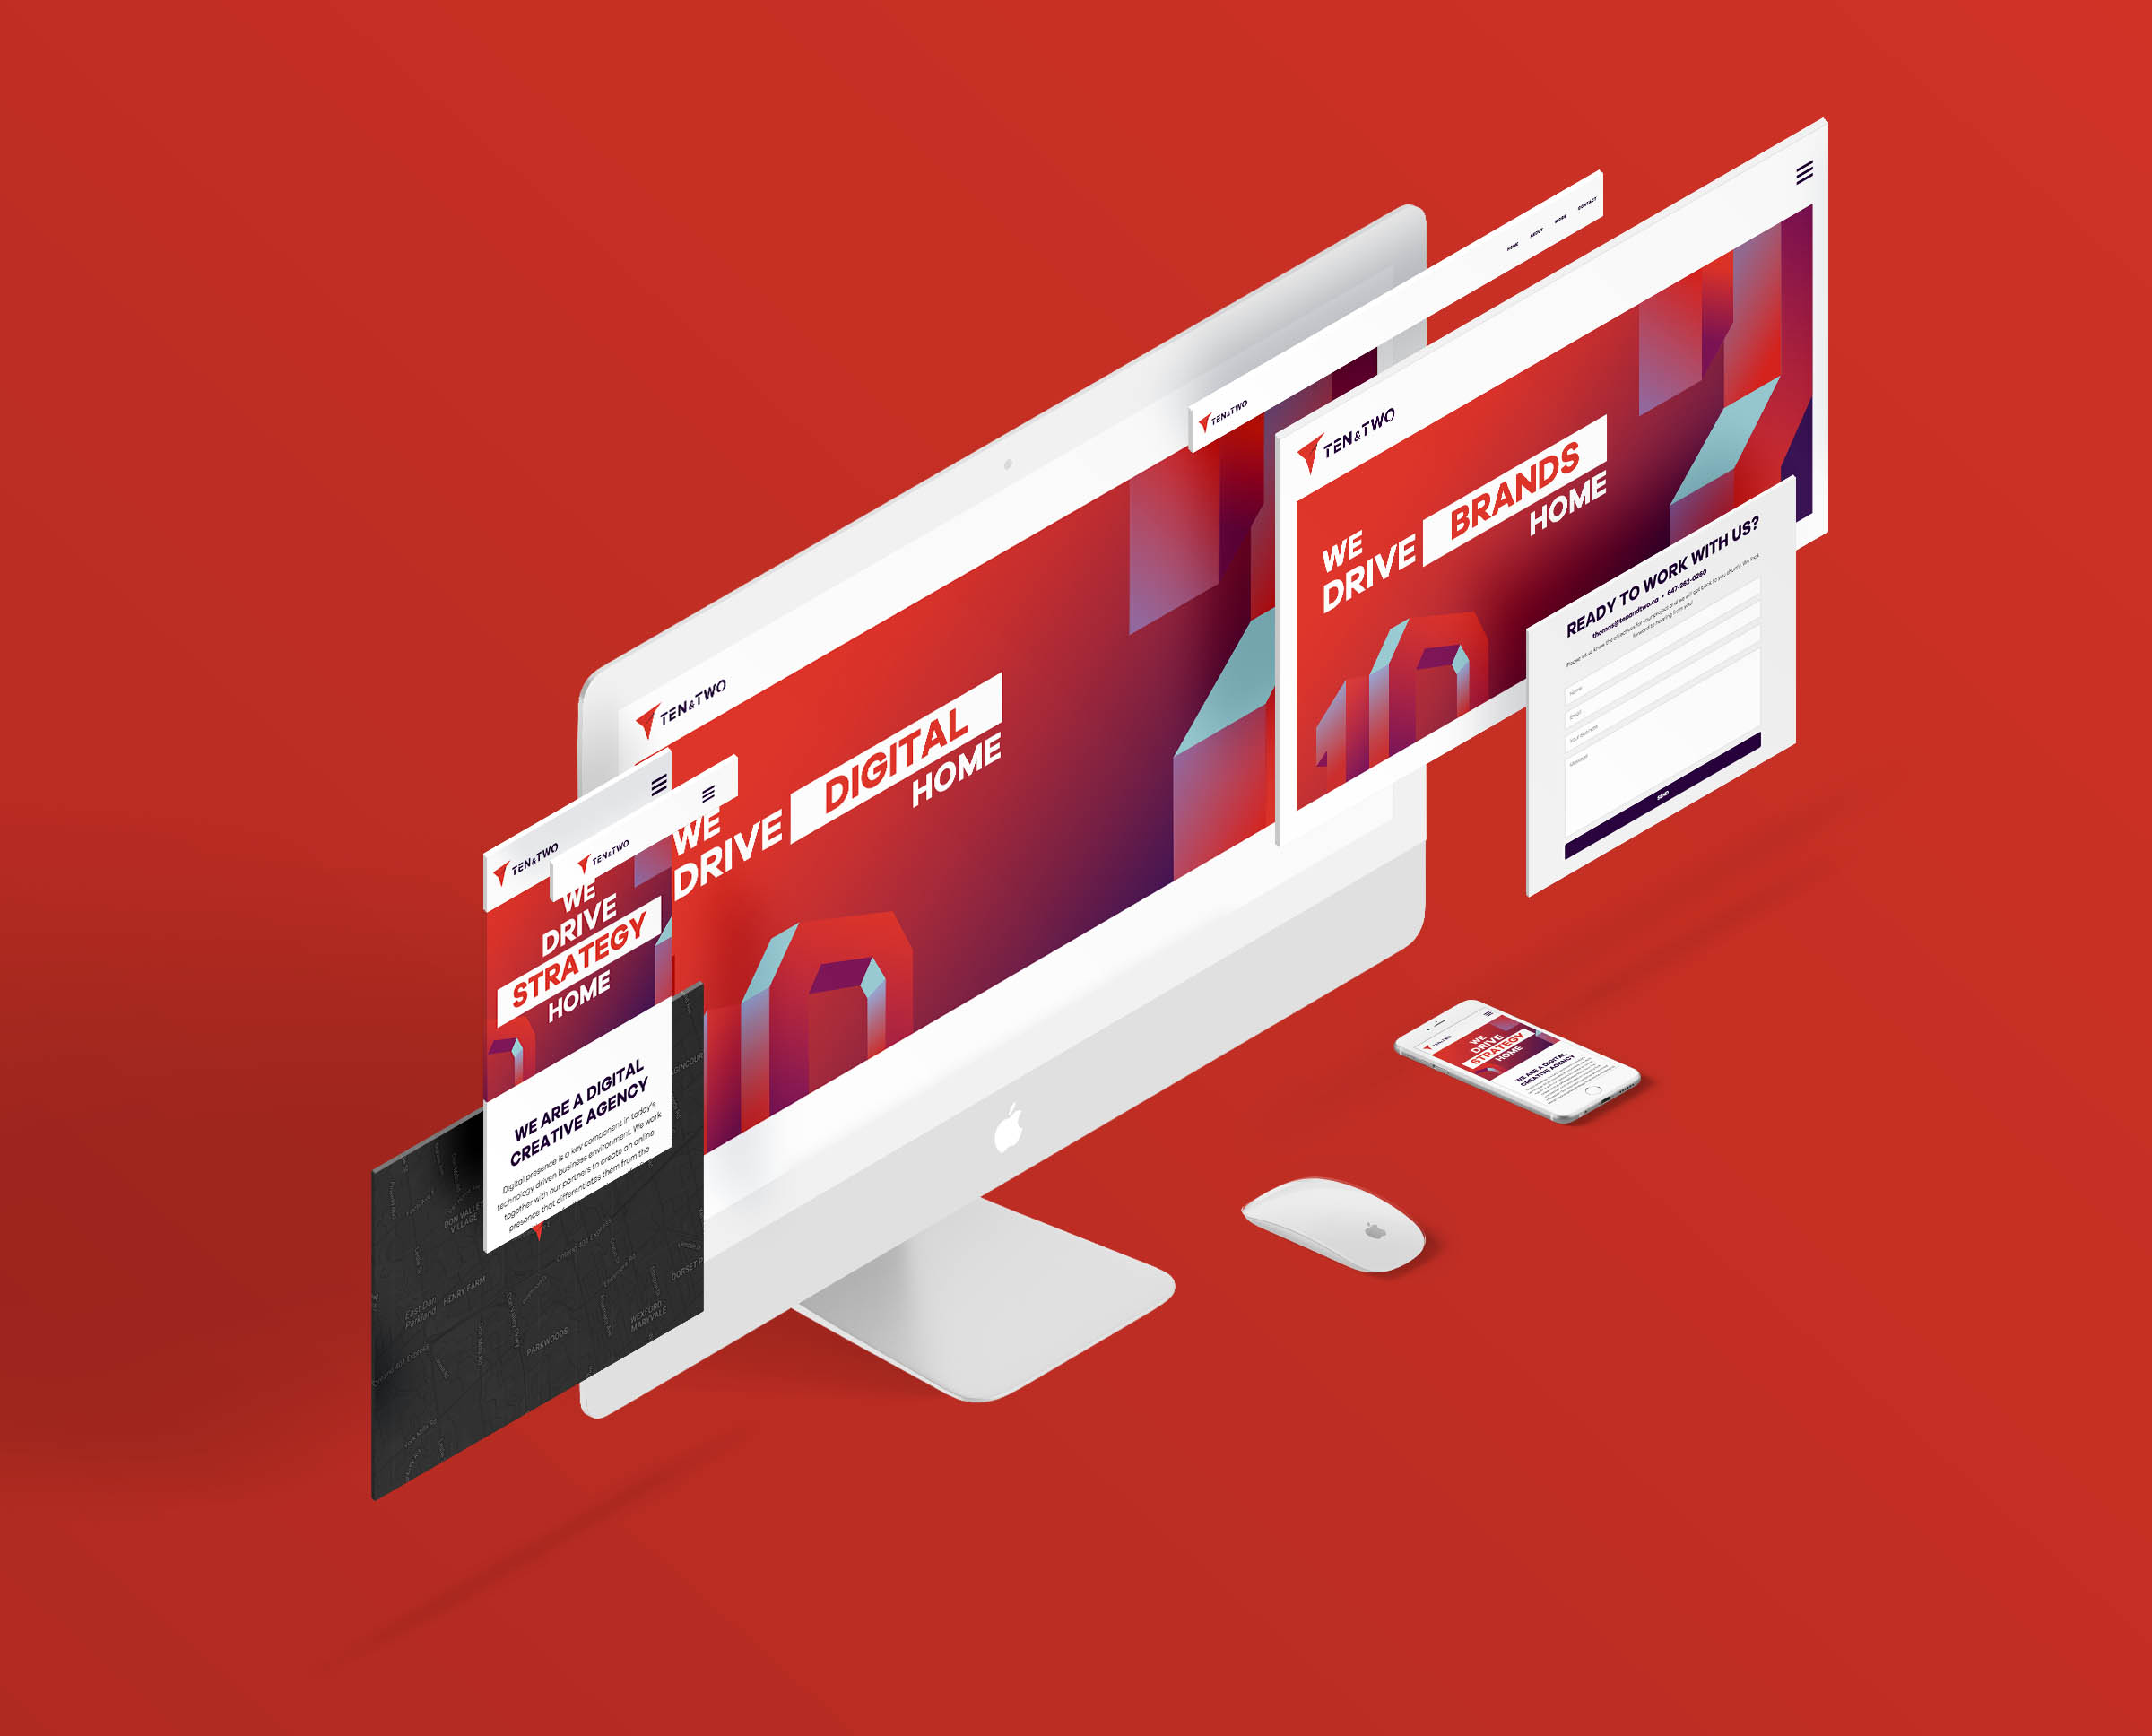 HOME ABOUT WORK CONTACT
TEN&TWO
TEN&TWO
WE
DRIVE BRANDS
HOME
READY TO WORK WITH US?
thomas@tenandtwo.ca • 647-262-0260
Please let us know the objectives for your project and we will get back to you shortly. We look
forward to hearing from you!
Name
Email
Your Business
Message
SEND
TEN&TWO
WE
DRIVE DIGITAL
HOME
TEN&TWO
TEN&TWO
WE
DRIVE
STRATEGY
HOME
WE ARE A DIGITAL
CREATIVE AGENCY
Digital presence is a key component in today's
technology driven business environment. We work
together with our partners to create an online
presence that differentiates them from the
DON VALLEY
VILLAGE
HENRY FARM
East Don
Parkland
PARKWOODS
WEXFORD
MARYVALE
DORSET P
TEN&TWO
WE
DRIVE
STRATEGY
HOME
WE ARE A DIGITAL
CREATIVE AGENCY